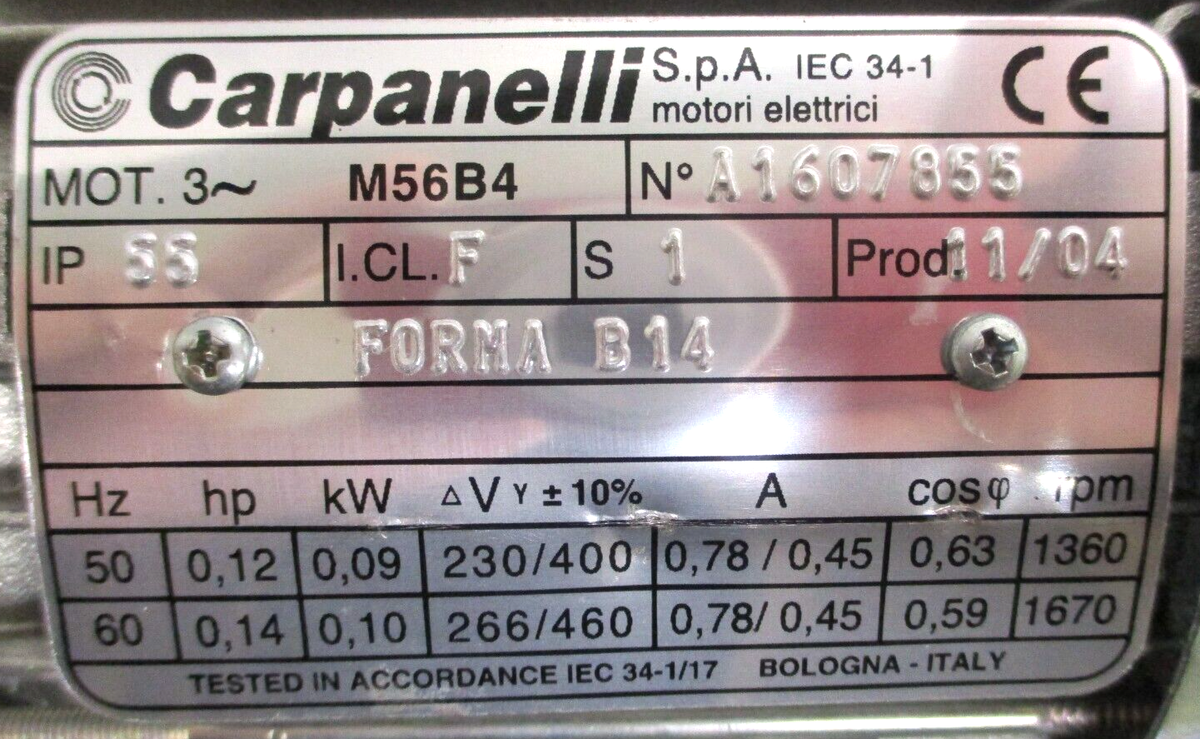 Carpanelli S.p.A. IEC 34-1 CE
motori elettrici
MOT. 3~ M56B4 N° A1607855
IP 55 I.CL. F S 1 Prod. 11/04
FORMA B14
Hz hp kW Δ V Y ± 10% A cosφ rpm
50 0,12 0,09 230/400 0,78 / 0,45 0,63 1360
60 0,14 0,10 266/460 0,78/ 0,45 0,59 1670
TESTED IN ACCORDANCE IEC 34-1/17 BOLOGNA - ITALY